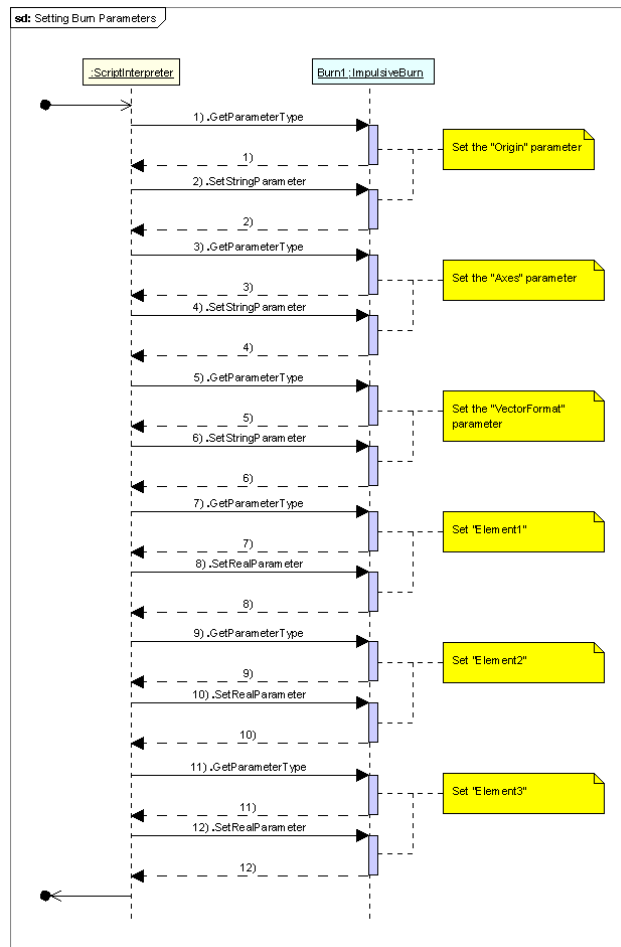 sd: Setting Burn Parameters
:ScriptInterpreter
Burn1:ImpulsiveBurn
1).GetParameterType
Set the "Origin" parameter
1)
2).SetStringParameter
2)
3).GetParameterType
Set the "Axes" parameter
3)
4).SetStringParameter
4)
5).GetParameterType
Set the "VectorFormat"
parameter
5)
6).SetStringParameter
6)
7).GetParameterType
Set "Element1"
7)
8).SetRealParameter
8)
9).GetParameterType
Set "Element2"
9)
10).SetRealParameter
10)
11).GetParameterType
Set "Element3"
11)
12).SetRealParameter
12)